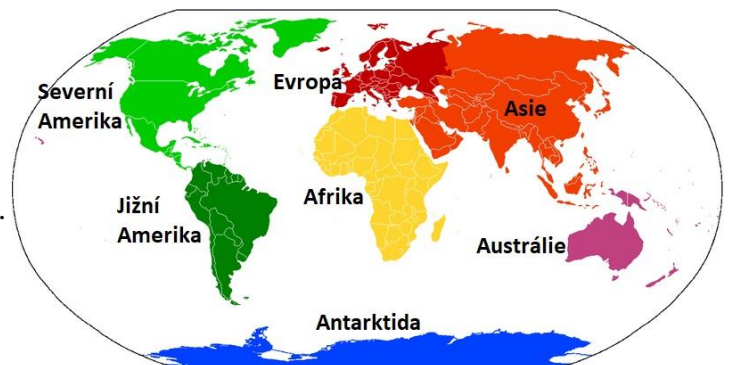 Severní
Amerika
Evropa
Asie
Afrika
Jižní
Amerika
Austrálie
Antarktida